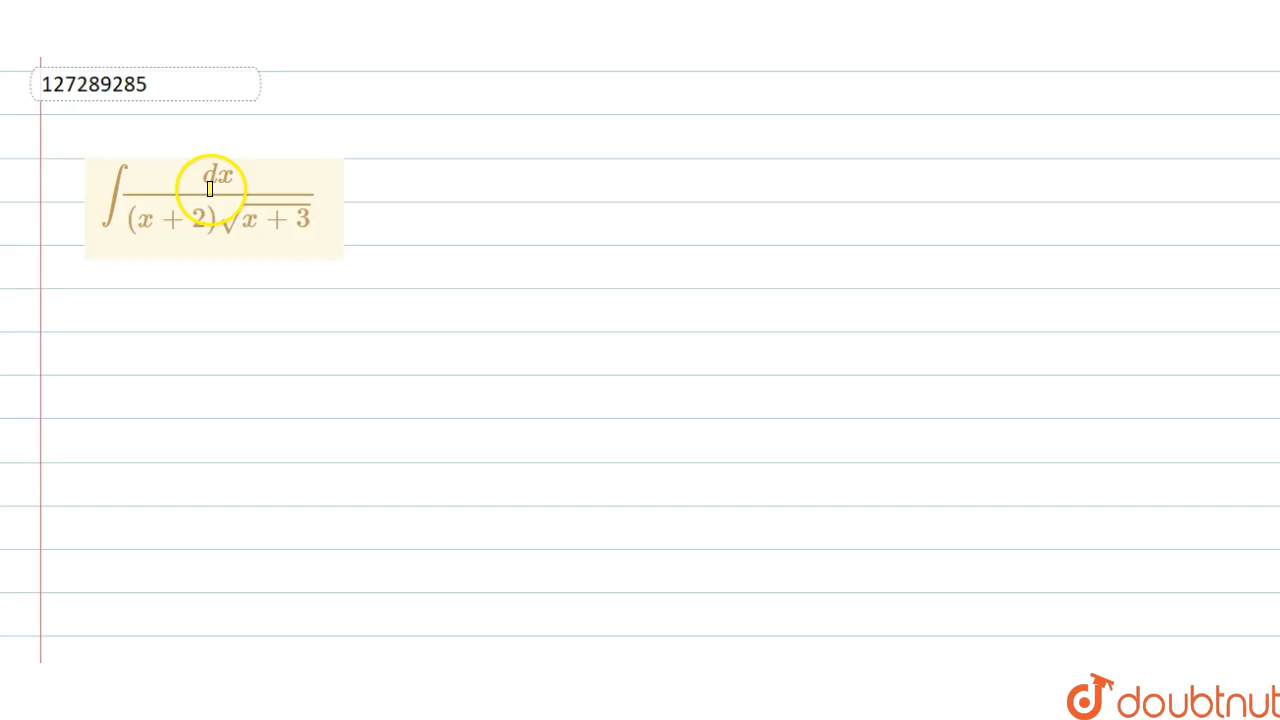 127289285
∫ dx / (x + 2)√(x + 3)
doubtnut